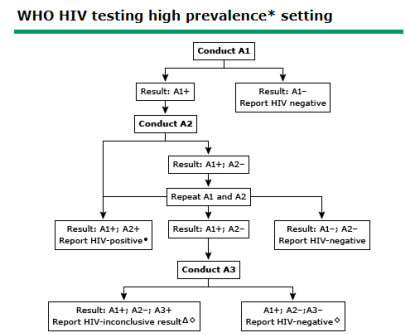 WHO HIV testing high prevalence* setting
Conduct A1
Result: A1+
Result: A1−
Report HIV negative
Conduct A2
Result: A1+; A2−
Repeat A1 and A2
Result: A1+; A2+
Report HIV-positive•
Result: A1+; A2−
Result: A1−; A2−
Report HIV-negative
Conduct A3
Result: A1+; A2−; A3+
Report HIV-inconclusive resultΔ◇
A1+; A2−;A3−
Report HIV-negative◇